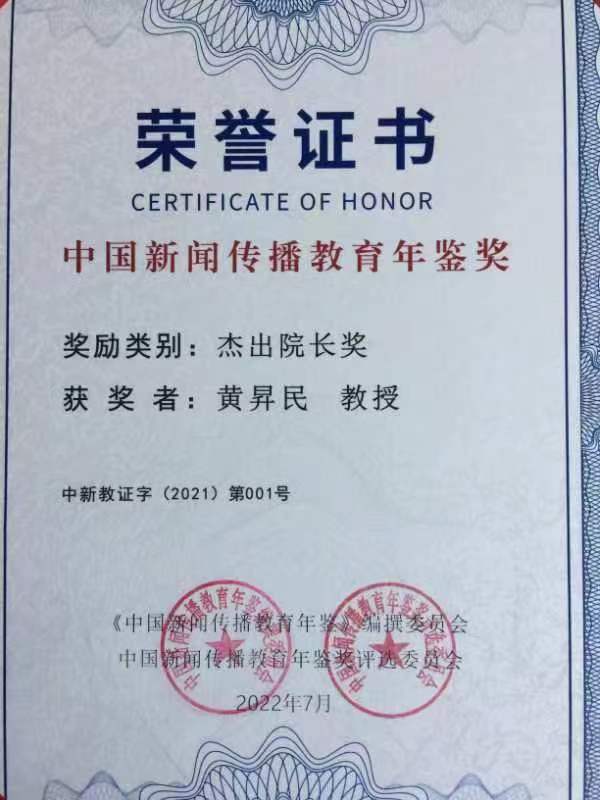 荣誉证书
CERTIFICATE OF HONOR
中国新闻传播教育年鉴奖
奖励类别：杰出院长奖
获奖者：黄昇民 教授
中新教证字（2021）第001号
《中国新闻传播教育年鉴》编撰委员会
中国新闻传播教育年鉴奖评选委员会
2022年7月